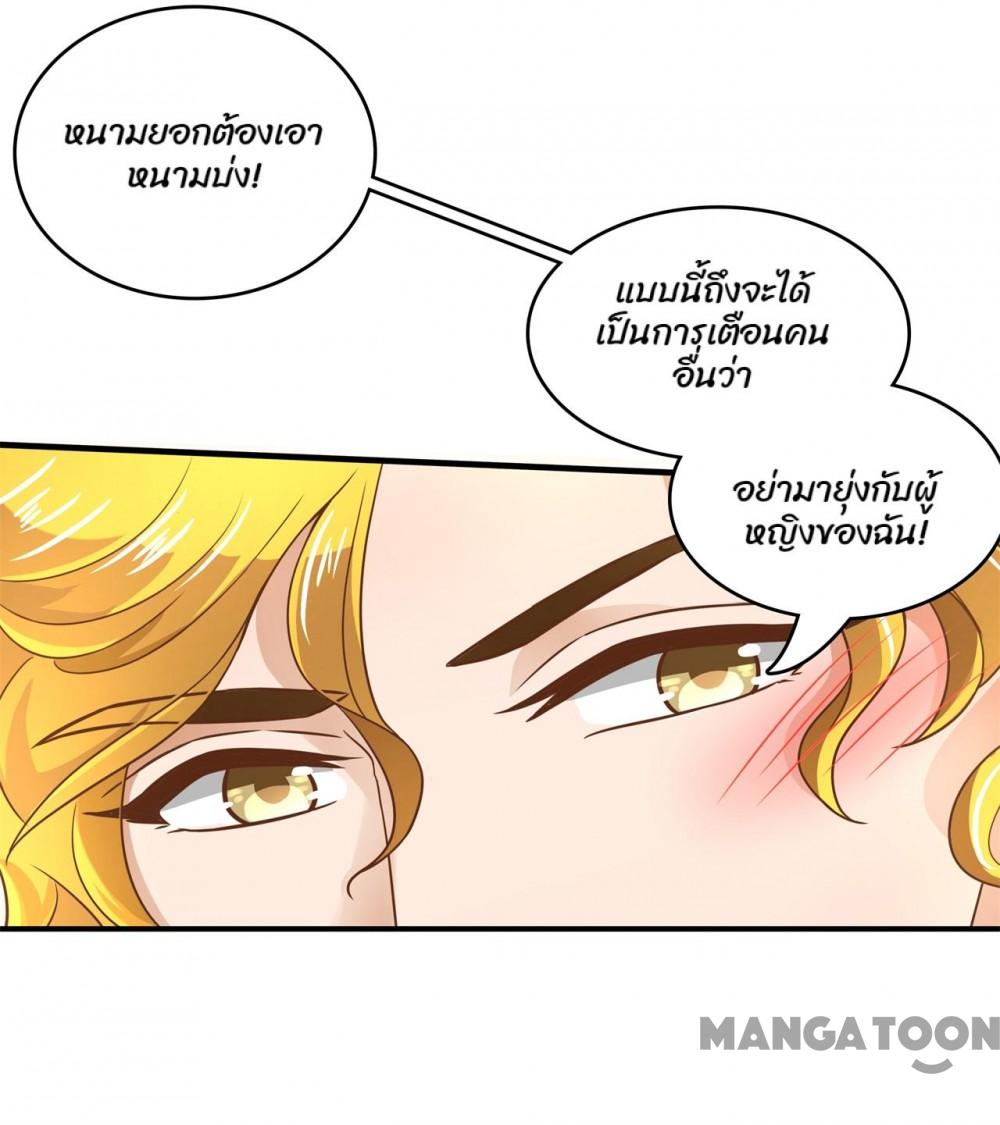 หนามยอกต้องเอา
หนามบ่ง!
แบบนี้ถึงจะได้
เป็นการเตือนคน
อื่นว่า
อย่ามายุ่งกับผู้
หญิงของฉัน!
MANGATOON